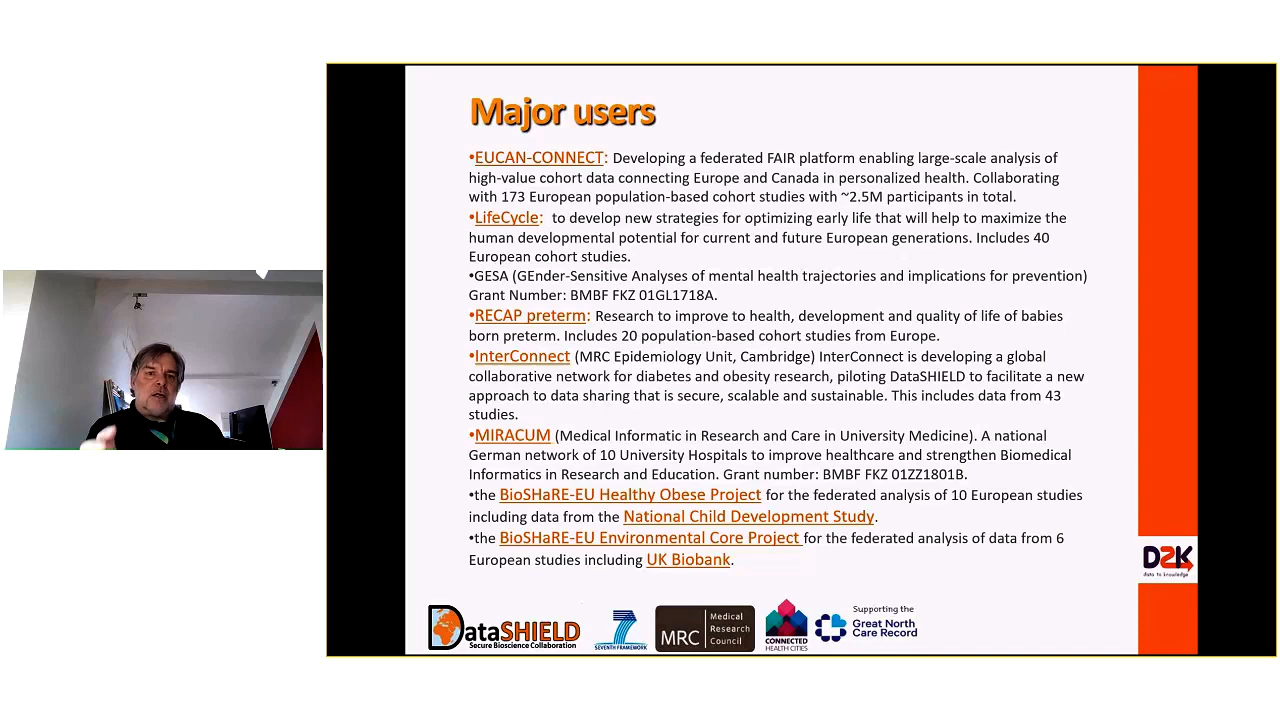 Major users
•EUCAN-CONNECT: Developing a federated FAIR platform enabling large-scale analysis of
high-value cohort data connecting Europe and Canada in personalized health. Collaborating
with 173 European population-based cohort studies with ~2.5M participants in total.
•LifeCycle: to develop new strategies for optimizing early life that will help to maximize the
human developmental potential for current and future European generations. Includes 40
European cohort studies.
•GESA (GEnder-Sensitive Analyses of mental health trajectories and implications for prevention)
Grant Number: BMBF FKZ 01GL1718A.
•RECAP preterm: Research to improve to health, development and quality of life of babies
born preterm. Includes 20 population-based cohort studies from Europe.
•InterConnect (MRC Epidemiology Unit, Cambridge) InterConnect is developing a global
collaborative network for diabetes and obesity research, piloting DataSHIELD to facilitate a new
approach to data sharing that is secure, scalable and sustainable. This includes data from 43
studies.
•MIRACUM (Medical Informatic in Research and Care in University Medicine). A national
German network of 10 University Hospitals to improve healthcare and strengthen Biomedical
Informatics in Research and Education. Grant number: BMBF FKZ 01ZZ1801B.
•the BioSHaRE-EU Healthy Obese Project for the federated analysis of 10 European studies
including data from the National Child Development Study.
•the BioSHaRE-EU Environmental Core Project for the federated analysis of data from 6
European studies including UK Biobank.
D2K
data to knowledge
DataSHIELD
Secure Bioscience Collaboration
7
SEVENTH FRAMEWORK
MRC
Medical
Research
Council
CONNECTED
HEALTH CITIES
Supporting the
Great North
Care Record